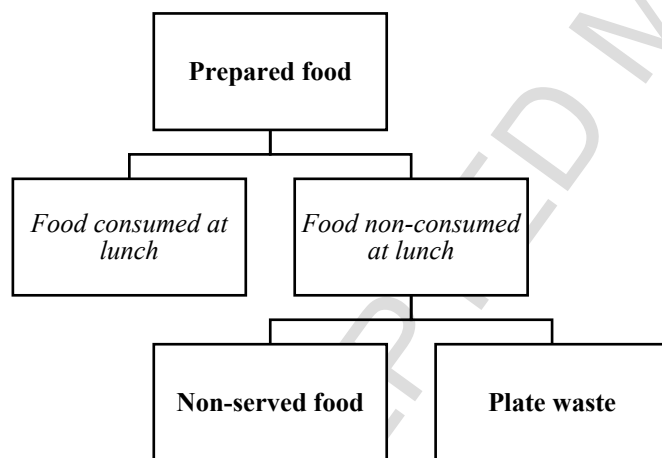 Prepared food
Food consumed at
lunch
Food non-consumed
at lunch
Non-served food
Plate waste